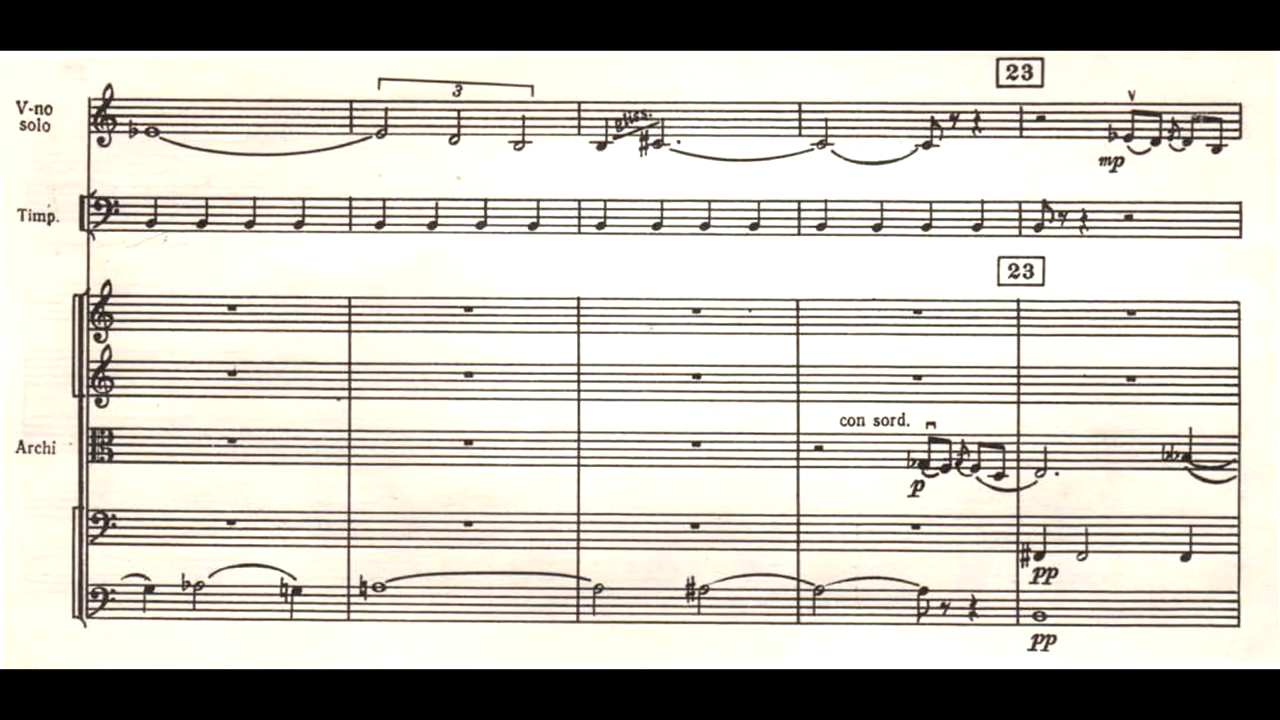 23
V-no
solo
3
gliss.
mp
Timp.
23
Archi
con sord.
p
pp
pp